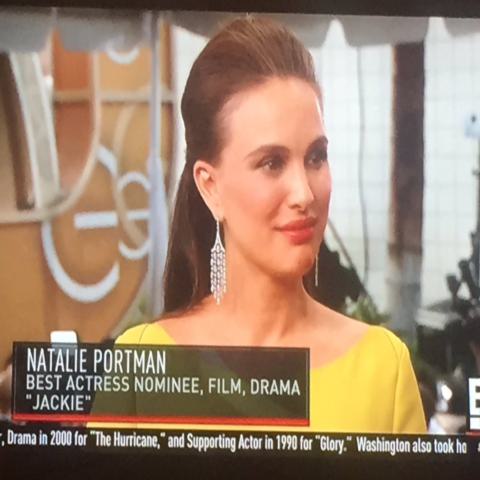 NATALIE PORTMAN
BEST ACTRESS NOMINEE, FILM, DRAMA
"JACKIE"
E
, Drama in 2000 for "The Hurricane," and Supporting Actor in 1990 for "Glory." Washington also took ho